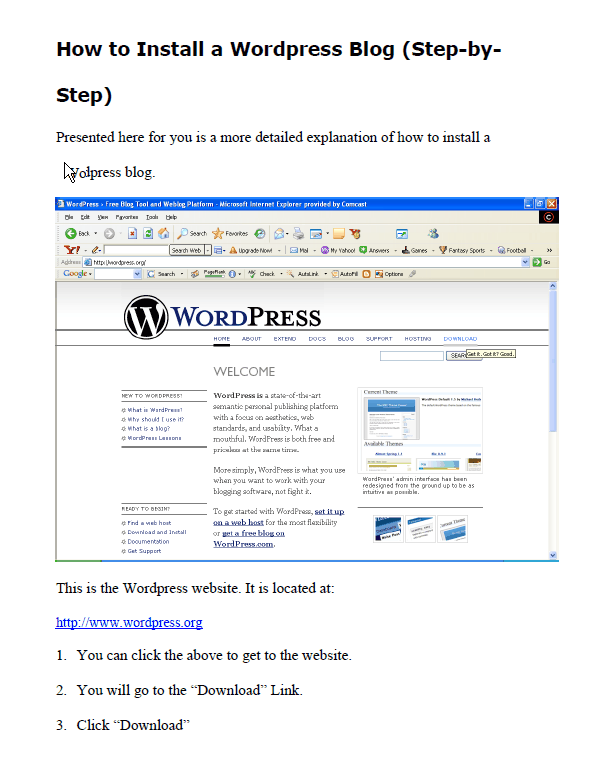 How to Install a Wordpress Blog (Step-by-
Step)
Presented here for you is a more detailed explanation of how to install a
Yolpress blog.
WordPress › Free Blog Tool and Weblog Platform - Microsoft Internet Explorer provided by Comcast
File Edit View Favorites Tools Help
Back Search Favorites
Y! Search Web Upgrade Now! Mail My Yahoo! Answers Games Fantasy Sports Football »
Address http://wordpress.org/ Go
Google Search PageRank Check AutoLink AutoFill Options
WORDPRESS
HOME ABOUT EXTEND DOCS BLOG SUPPORT HOSTING DOWNLOAD
SEAR Get it. Got it? Good.
WELCOME
NEW TO WORDPRESS?
What is WordPress?
Why should I use it?
What is a blog?
WordPress Lessons
READY TO BEGIN?
Find a web host
Download and Install
Documentation
Get Support
WordPress is a state-of-the-art
semantic personal publishing platform
with a focus on aesthetics, web
standards, and usability. What a
mouthful. WordPress is both free and
priceless at the same time.
More simply, WordPress is what you use
when you want to work with your
blogging software, not fight it.
To get started with WordPress, set it up
on a web host for the most flexibility
or get a free blog on
WordPress.com.
Current Theme
Available Themes
WordPress' admin interface has been
redesigned from the ground up to be as
intuitive as possible.
This is the Wordpress website. It is located at:
http://www.wordpress.org
1. You can click the above to get to the website.
2. You will go to the “Download” Link.
3. Click “Download”